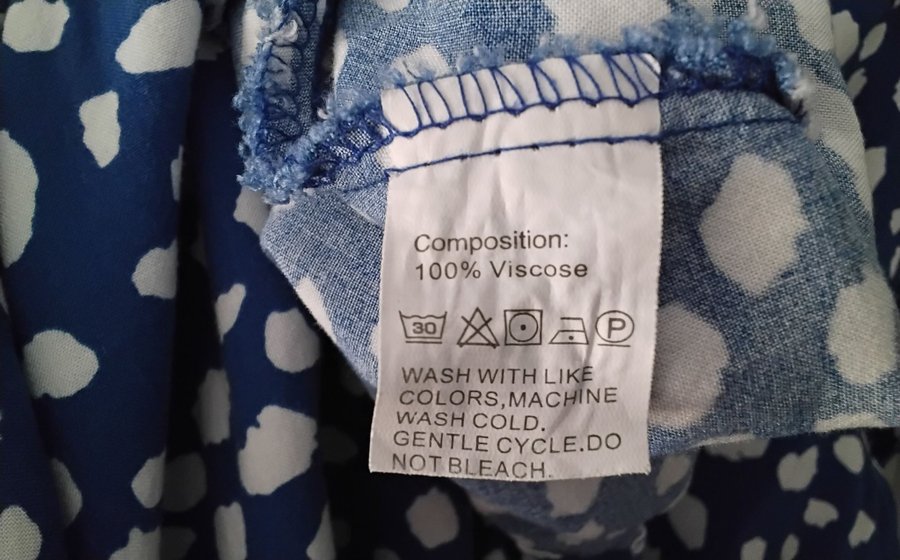 Composition:
100% Viscose
30 P
WASH WITH LIKE
COLORS,MACHINE
WASH COLD.
GENTLE CYCLE.DO
NOT BLEACH.